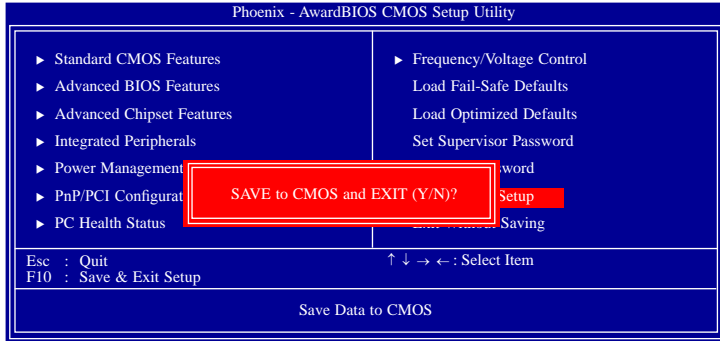 Phoenix - AwardBIOS CMOS Setup Utility
► Standard CMOS Features
► Advanced BIOS Features
► Advanced Chipset Features
► Integrated Peripherals
► Power Management
► PnP/PCI Configurat
► PC Health Status
► Frequency/Voltage Control
Load Fail-Safe Defaults
Load Optimized Defaults
Set Supervisor Password
Setup
Saving
SAVE to CMOS and EXIT (Y/N)?
Esc : Quit
F10 : Save & Exit Setup
↑ ↓ → ← : Select Item
Save Data to CMOS